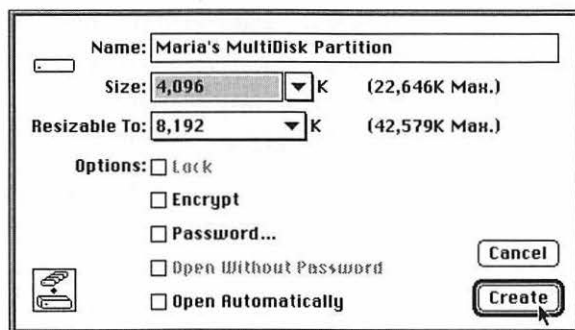 Name: Maria's MultiDisk Partition
Size: 4,096 K (22,646K Max.)
Resizable To: 8,192 K (42,579K Max.)
Options: Lock
Encrypt
Password...
Open Without Password
Open Automatically
Cancel
Create